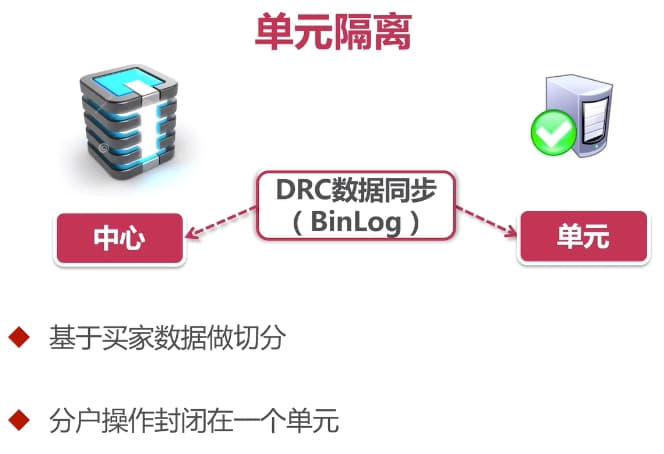 单元隔离
DRC数据同步
（BinLog）
中心
单元
基于买家数据做切分
分户操作封闭在一个单元